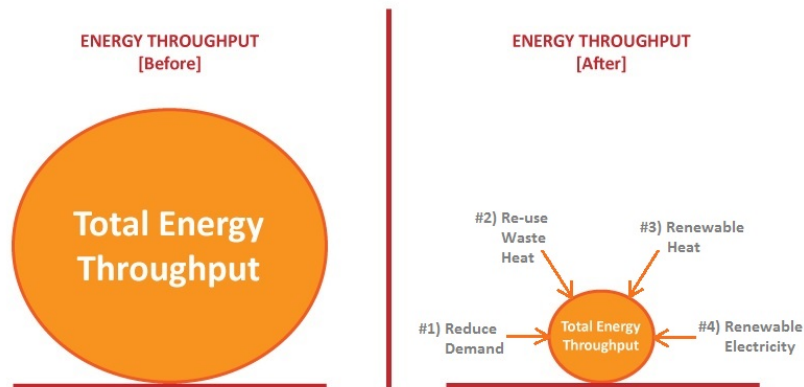 ENERGY THROUGHPUT
[Before]
Total Energy
Throughput
ENERGY THROUGHPUT
[After]
#2) Re-use
Waste
Heat
#3) Renewable
Heat
#1) Reduce
Demand
Total Energy
Throughput
#4) Renewable
Electricity